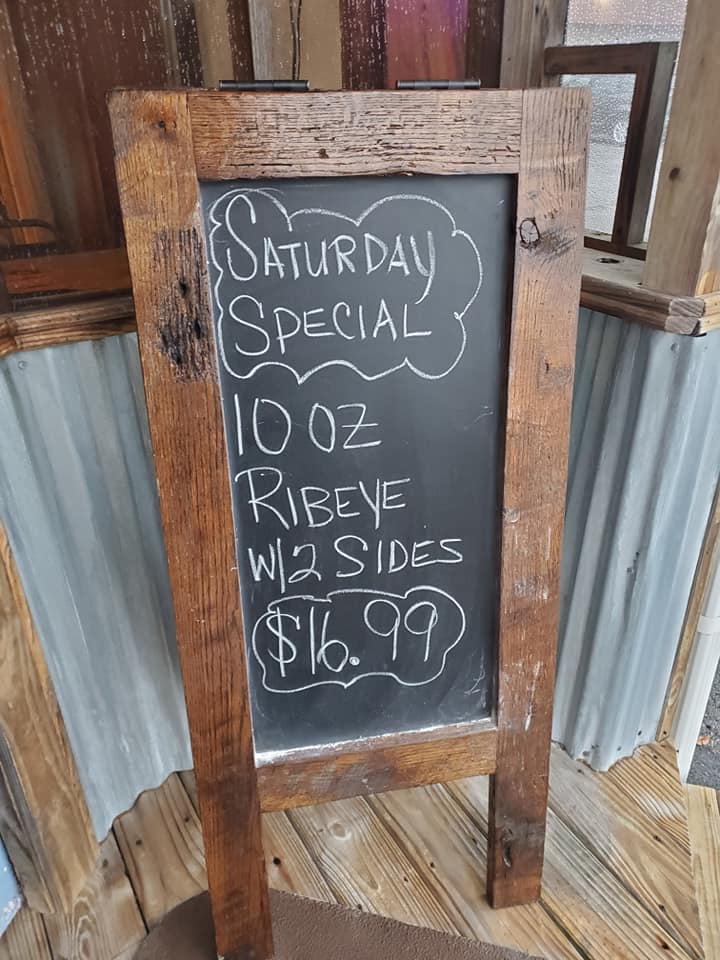 SATURDAY
SPECIAL
10 OZ
RIBEYE
W/2 SIDES
$16.99